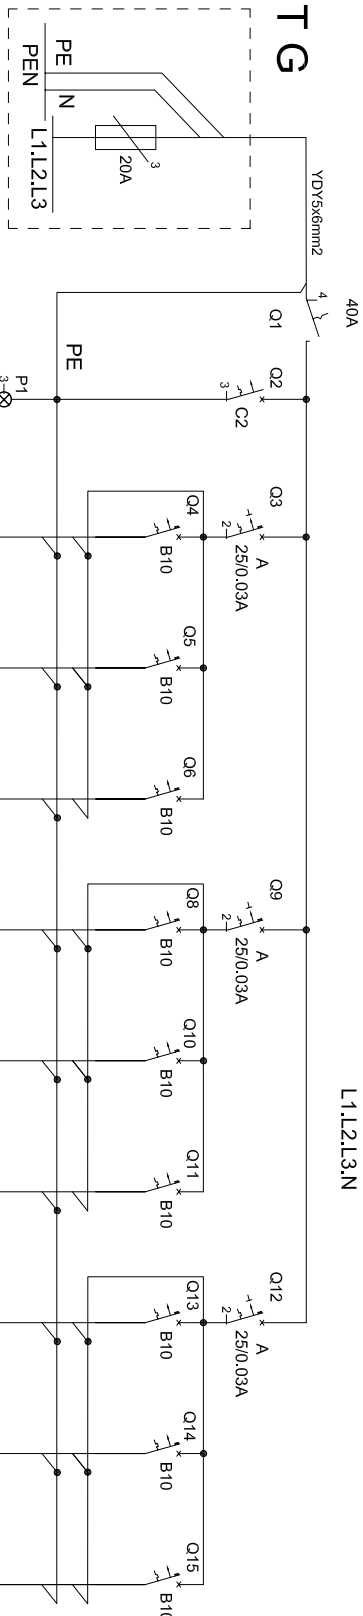 T G
PE
PEN
N
L1.L2.L3
3
20A
YDY5x6mm2
4
40A
Q1
PE
P1
3
Q2
3
C2
Q3
2
A
25/0.03A
Q4
B10
Q5
B10
Q6
B10
Q9
2
A
25/0.03A
Q8
B10
Q10
B10
Q11
B10
L1.L2.L3.N
Q12
2
A
25/0.03A
Q13
B10
Q14
B10
Q15
B10